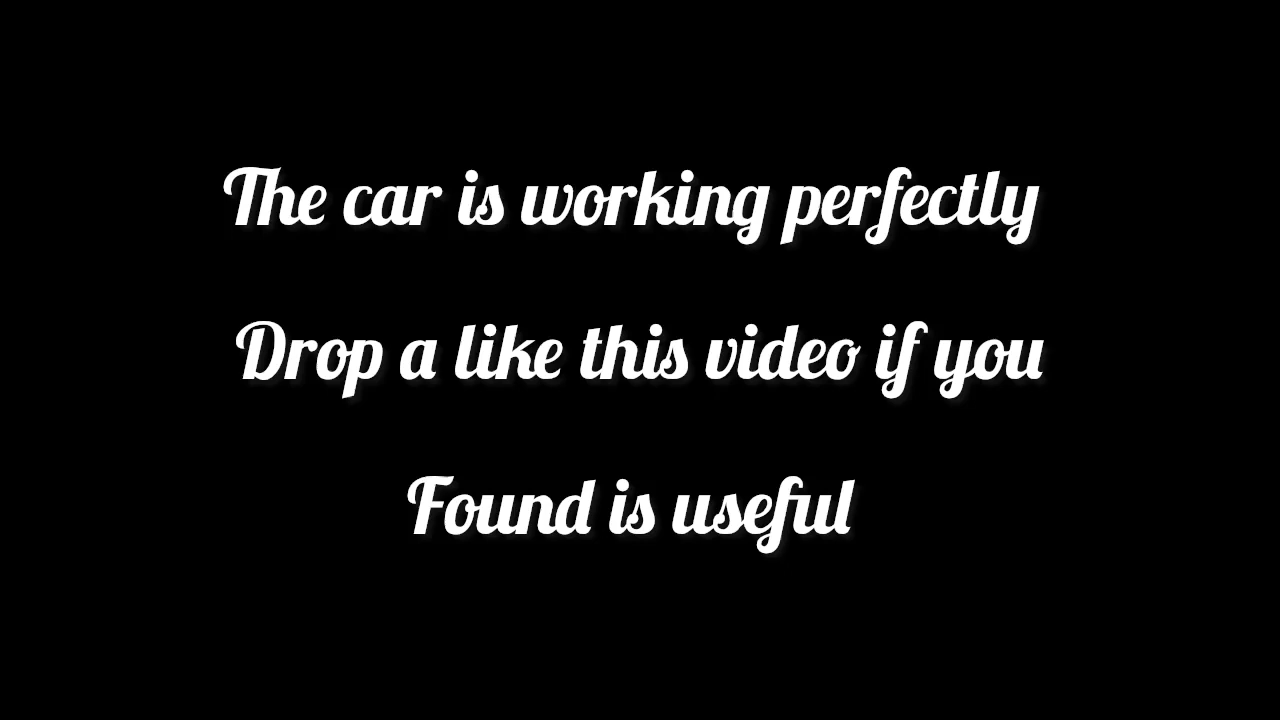 The car is working perfectly
Drop a like this video if you
Found is useful